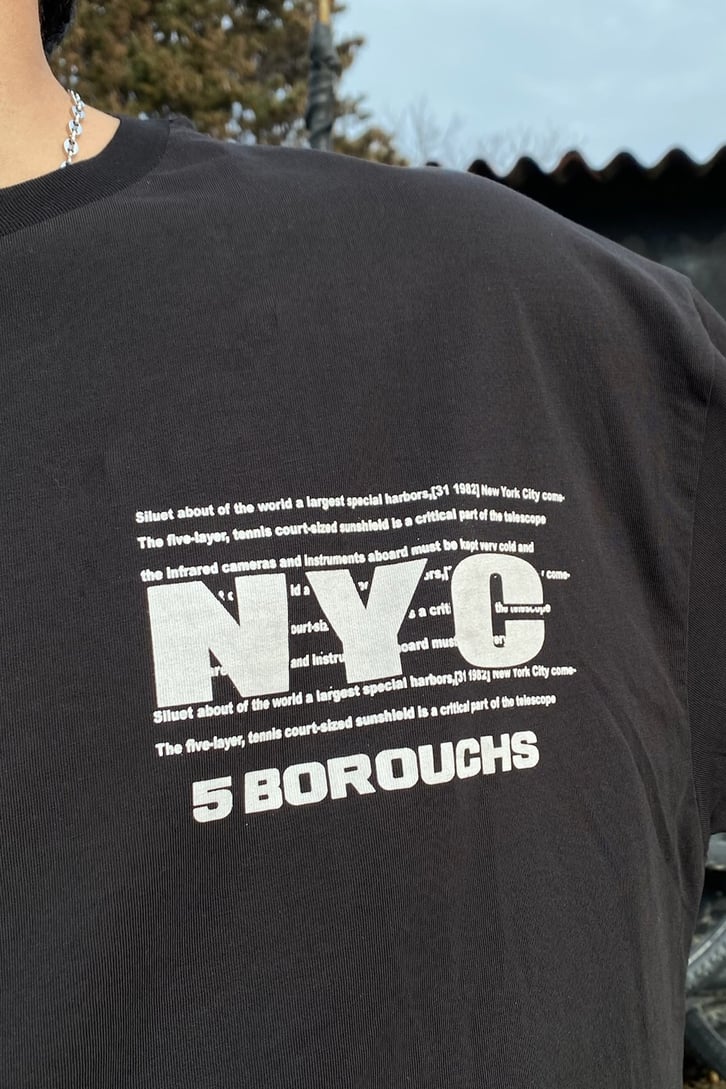 Siluet about of the world a largest special harbors,[31 1982] New York City come-
The five-layer, tennis court-sized sunshield is a critical part of the telescope
the infrared cameras and instruments aboard must be kept very cold and
NYC
Siluet about of the world a largest special harbors,[31 1982] New York City come-
The five-layer, tennis court-sized sunshield is a critical part of the telescope
5 BOROUCHS